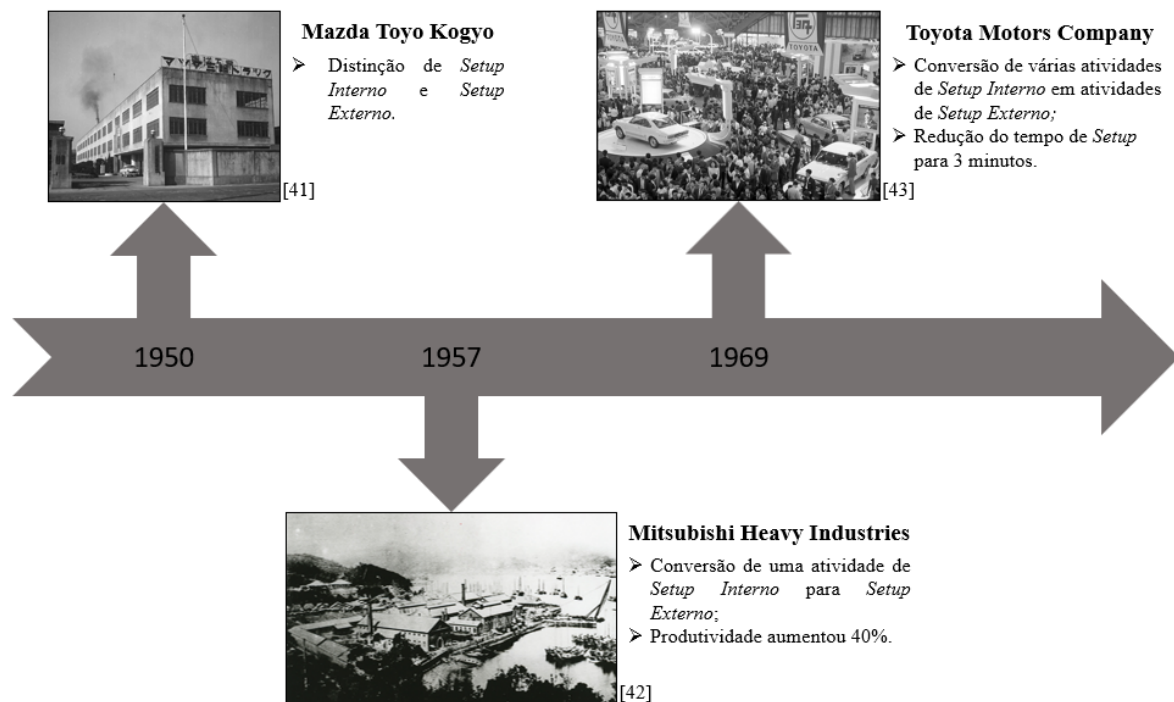 Mazda Toyo Kogyo
➢ Distinção de Setup
Interno e Setup
Externo.
[41]
TOYOTA
Toyota Motors Company
➢ Conversão de várias atividades
de Setup Interno em atividades
de Setup Externo;
➢ Redução do tempo de Setup
para 3 minutos.
[43]
1950
1957
1969
Mitsubishi Heavy Industries
➢ Conversão de uma atividade de
Setup Interno para Setup
Externo;
➢ Produtividade aumentou 40%.
[42]